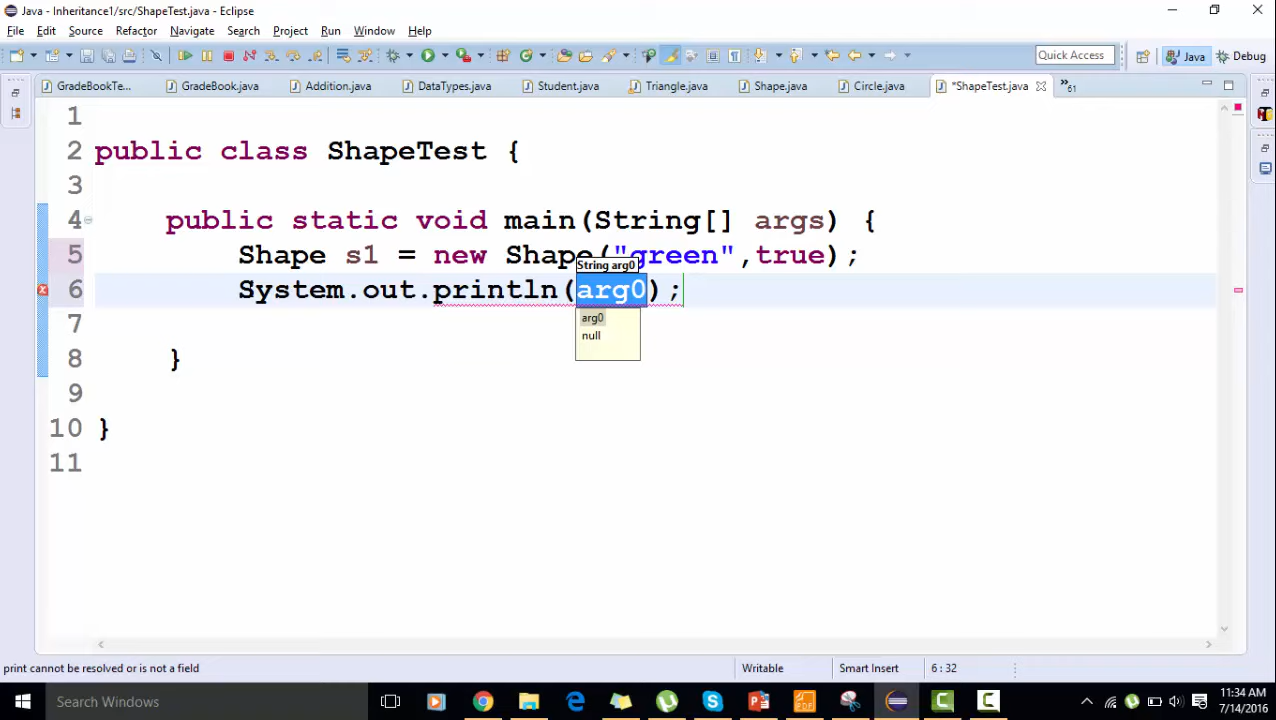 Java - Inheritance1/src/ShapeTest.java - Eclipse
File Edit Source Refactor Navigate Search Project Run Window Help
Quick Access Java Debug
GradeBookTe... GradeBook.java Addition.java DataTypes.java Student.java Triangle.java Shape.java Circle.java *ShapeTest.java »51
1
2 public class ShapeTest {
3
4 public static void main(String[] args) {
5 Shape s1 = new Shape("green",true);
String arg0
6 System.out.println(arg0);
arg0
7
null
8 }
9
10 }
11
print cannot be resolved or is not a field Writable Smart Insert 6 : 32
Search Windows
11:34 AM
7/14/2016